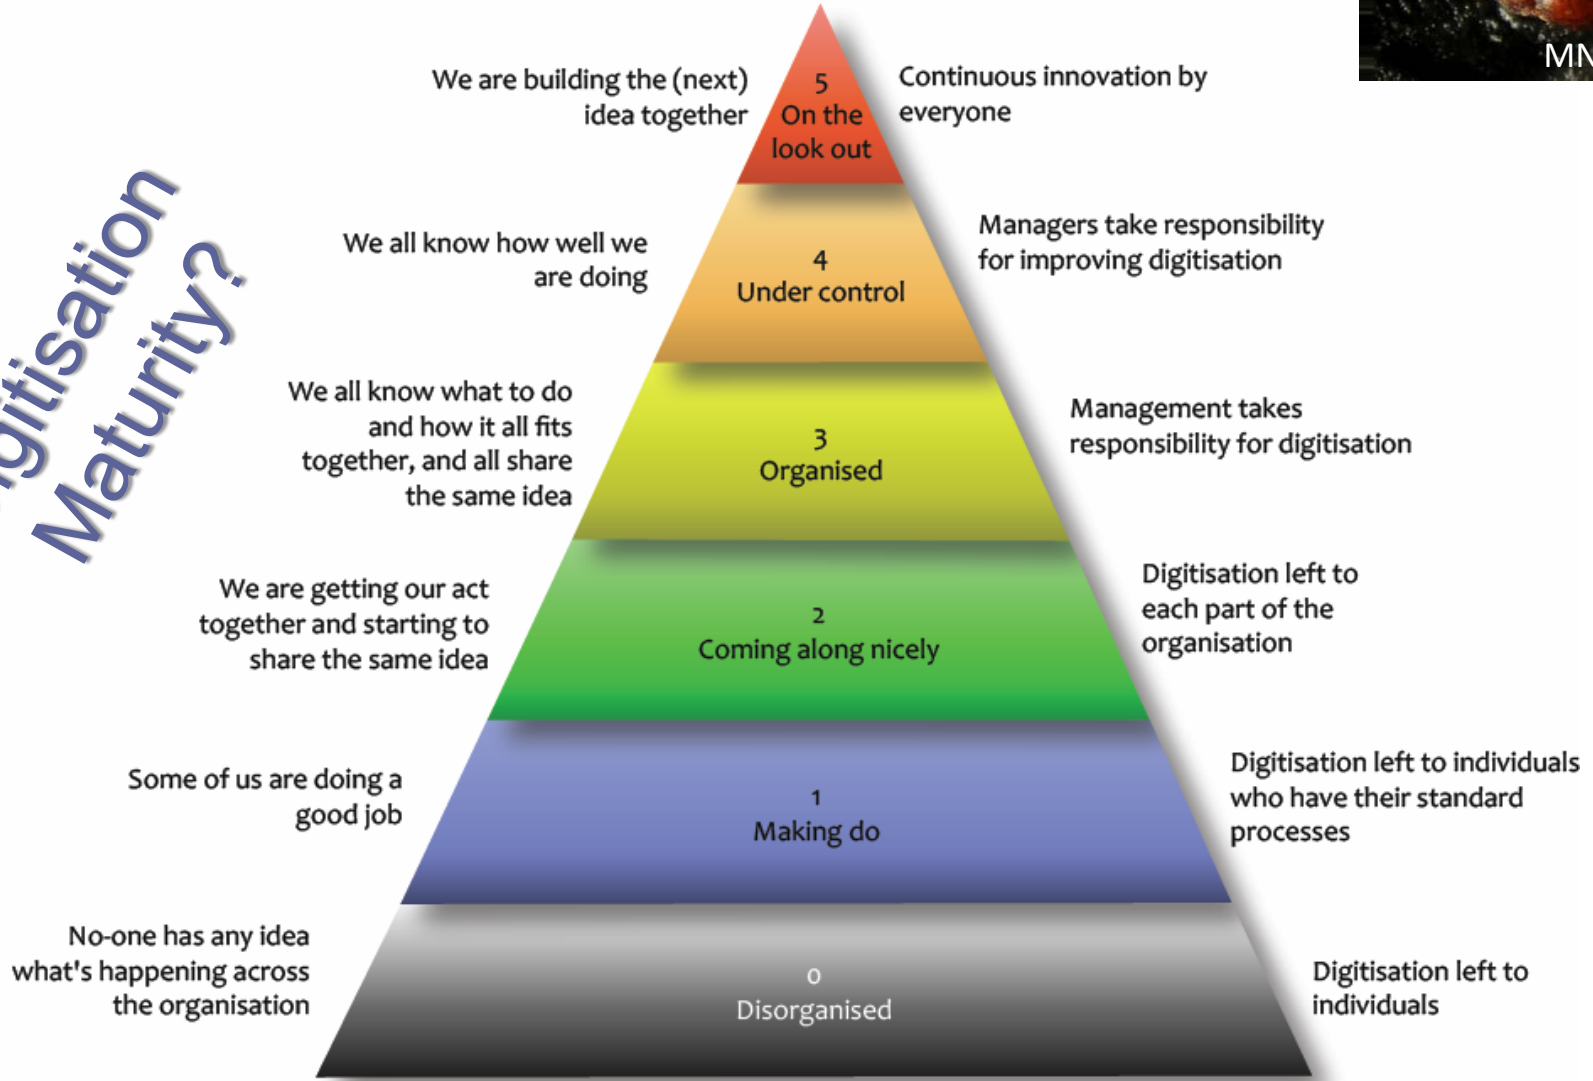 MN
We are building the (next)
idea together
5
On the
look out
Continuous innovation by
everyone
Maturity?
We all know how well we
are doing
4
Under control
Managers take responsibility
for improving digitisation
We all know what to do
and how it all fits
together, and all share
the same idea
3
Organised
Management takes
responsibility for digitisation
We are getting our act
together and starting to
share the same idea
2
Coming along nicely
Digitisation left to
each part of the
organisation
Some of us are doing a
good job
1
Making do
Digitisation left to individuals
who have their standard
processes
No-one has any idea
what's happening across
the organisation
0
Disorganised
Digitisation left to
individuals